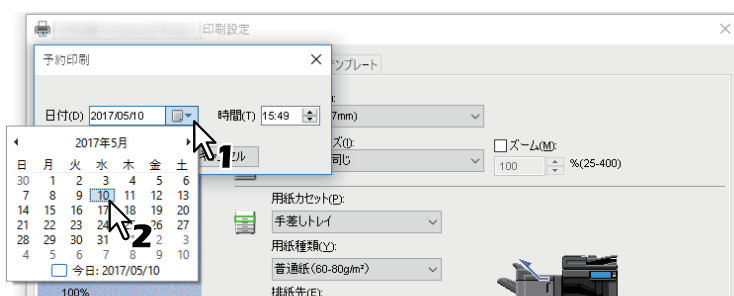 印刷設定
予約印刷
ンプレート
日付(D) 2017/05/10 時間(T) 15:49
7mm)
ズ(I):
同じ
ズーム(M):
100 %(25-400)
1
2017年5月
日 月 火 水 木 金 土
30 1 2 3 4 5 6
7 8 9 10 11 12 13
14 15 16 17 18 19 20
21 22 23 24 25 26 27
28 29 30 31 1 2 3
4 5 6 7 8 9 10
今日: 2017/05/10
2
用紙カセット(P):
手差しトレイ
用紙種類(Y):
普通紙(60-80g/m²)
排紙先(E):
100%